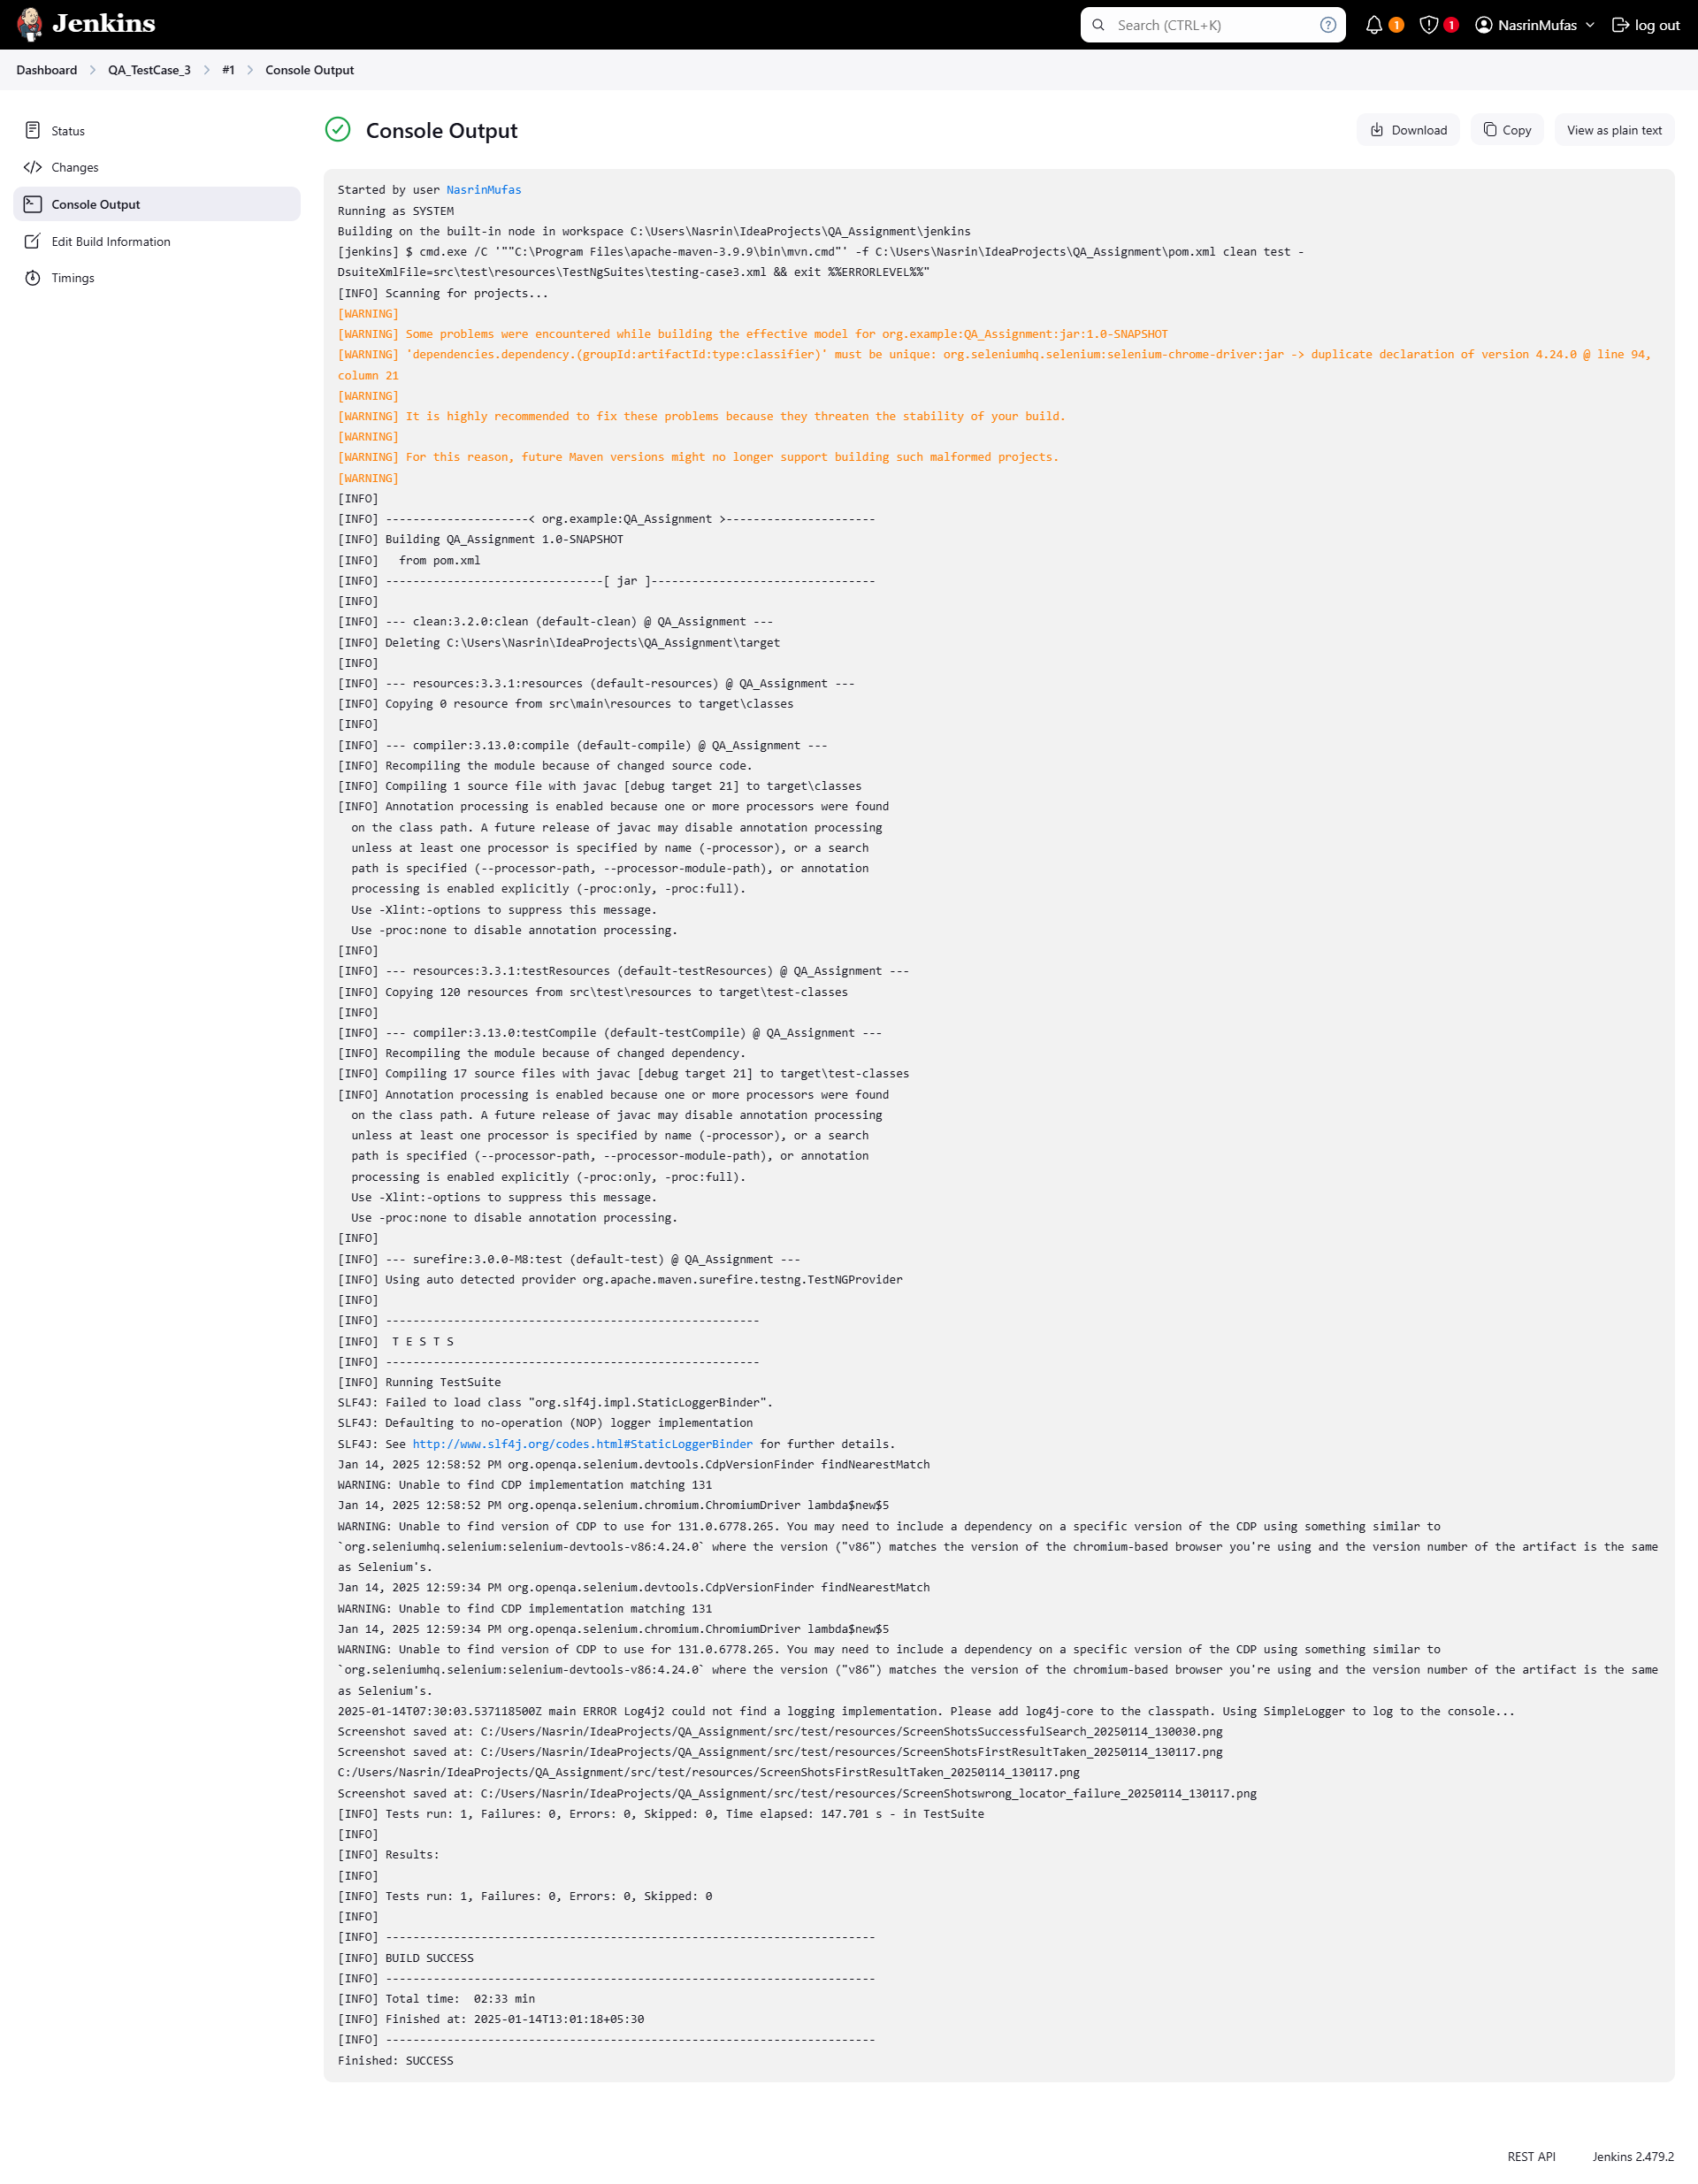 Jenkins
Search (CTRL+K)
?
1
1
NasrinMufas
log out
Dashboard
QA_TestCase_3
#1
Console Output
Status
Changes
Console Output
Edit Build Information
Timings
Console Output
Download
Copy
View as plain text
Started by user NasrinMufas
Running as SYSTEM
Building on the built-in node in workspace C:\Users\Nasrin\IdeaProjects\QA_Assignment\jenkins
[jenkins] $ cmd.exe /C '""C:\Program Files\apache-maven-3.9.9\bin\mvn.cmd"' -f C:\Users\Nasrin\IdeaProjects\QA_Assignment\pom.xml clean test -
DsuiteXmlFile=src\test\resources\TestNgSuites\testing-case3.xml && exit %%ERRORLEVEL%%"
[INFO] Scanning for projects...
[WARNING]
[WARNING] Some problems were encountered while building the effective model for org.example:QA_Assignment:jar:1.0-SNAPSHOT
[WARNING] 'dependencies.dependency.(groupId:artifactId:type:classifier)' must be unique: org.seleniumhq.selenium:selenium-chrome-driver:jar -> duplicate declaration of version 4.24.0 @ line 94,
column 21
[WARNING]
[WARNING] It is highly recommended to fix these problems because they threaten the stability of your build.
[WARNING]
[WARNING] For this reason, future Maven versions might no longer support building such malformed projects.
[WARNING]
[INFO]
[INFO] ---------------------< org.example:QA_Assignment >----------------------
[INFO] Building QA_Assignment 1.0-SNAPSHOT
[INFO]   from pom.xml
[INFO] --------------------------------[ jar ]---------------------------------
[INFO]
[INFO] --- clean:3.2.0:clean (default-clean) @ QA_Assignment ---
[INFO] Deleting C:\Users\Nasrin\IdeaProjects\QA_Assignment\target
[INFO]
[INFO] --- resources:3.3.1:resources (default-resources) @ QA_Assignment ---
[INFO] Copying 0 resource from src\main\resources to target\classes
[INFO]
[INFO] --- compiler:3.13.0:compile (default-compile) @ QA_Assignment ---
[INFO] Recompiling the module because of changed source code.
[INFO] Compiling 1 source file with javac [debug target 21] to target\classes
[INFO] Annotation processing is enabled because one or more processors were found
  on the class path. A future release of javac may disable annotation processing
  unless at least one processor is specified by name (-processor), or a search
  path is specified (--processor-path, --processor-module-path), or annotation
  processing is enabled explicitly (-proc:only, -proc:full).
  Use -Xlint:-options to suppress this message.
  Use -proc:none to disable annotation processing.
[INFO]
[INFO] --- resources:3.3.1:testResources (default-testResources) @ QA_Assignment ---
[INFO] Copying 120 resources from src\test\resources to target\test-classes
[INFO]
[INFO] --- compiler:3.13.0:testCompile (default-testCompile) @ QA_Assignment ---
[INFO] Recompiling the module because of changed dependency.
[INFO] Compiling 17 source files with javac [debug target 21] to target\test-classes
[INFO] Annotation processing is enabled because one or more processors were found
  on the class path. A future release of javac may disable annotation processing
  unless at least one processor is specified by name (-processor), or a search
  path is specified (--processor-path, --processor-module-path), or annotation
  processing is enabled explicitly (-proc:only, -proc:full).
  Use -Xlint:-options to suppress this message.
  Use -proc:none to disable annotation processing.
[INFO]
[INFO] --- surefire:3.0.0-M8:test (default-test) @ QA_Assignment ---
[INFO] Using auto detected provider org.apache.maven.surefire.testng.TestNGProvider
[INFO]
[INFO] -------------------------------------------------------
[INFO]  T E S T S
[INFO] -------------------------------------------------------
[INFO] Running TestSuite
SLF4J: Failed to load class "org.slf4j.impl.StaticLoggerBinder".
SLF4J: Defaulting to no-operation (NOP) logger implementation
SLF4J: See http://www.slf4j.org/codes.html#StaticLoggerBinder for further details.
Jan 14, 2025 12:58:52 PM org.openqa.selenium.devtools.CdpVersionFinder findNearestMatch
WARNING: Unable to find CDP implementation matching 131
Jan 14, 2025 12:58:52 PM org.openqa.selenium.chromium.ChromiumDriver lambda$new$5
WARNING: Unable to find version of CDP to use for 131.0.6778.265. You may need to include a dependency on a specific version of the CDP using something similar to
`org.seleniumhq.selenium:selenium-devtools-v86:4.24.0` where the version ("v86") matches the version of the chromium-based browser you're using and the version number of the artifact is the same
as Selenium's.
Jan 14, 2025 12:59:34 PM org.openqa.selenium.devtools.CdpVersionFinder findNearestMatch
WARNING: Unable to find CDP implementation matching 131
Jan 14, 2025 12:59:34 PM org.openqa.selenium.chromium.ChromiumDriver lambda$new$5
WARNING: Unable to find version of CDP to use for 131.0.6778.265. You may need to include a dependency on a specific version of the CDP using something similar to
`org.seleniumhq.selenium:selenium-devtools-v86:4.24.0` where the version ("v86") matches the version of the chromium-based browser you're using and the version number of the artifact is the same
as Selenium's.
2025-01-14T07:30:03.537118500Z main ERROR Log4j2 could not find a logging implementation. Please add log4j-core to the classpath. Using SimpleLogger to log to the console...
Screenshot saved at: C:/Users/Nasrin/IdeaProjects/QA_Assignment/src/test/resources/ScreenShotsSuccessfulSearch_20250114_130030.png
Screenshot saved at: C:/Users/Nasrin/IdeaProjects/QA_Assignment/src/test/resources/ScreenShotsFirstResultTaken_20250114_130117.png
C:/Users/Nasrin/IdeaProjects/QA_Assignment/src/test/resources/ScreenShotsFirstResultTaken_20250114_130117.png
Screenshot saved at: C:/Users/Nasrin/IdeaProjects/QA_Assignment/src/test/resources/ScreenShotswrong_locator_failure_20250114_130117.png
[INFO] Tests run: 1, Failures: 0, Errors: 0, Skipped: 0, Time elapsed: 147.701 s - in TestSuite
[INFO]
[INFO] Results:
[INFO]
[INFO] Tests run: 1, Failures: 0, Errors: 0, Skipped: 0
[INFO]
[INFO] ------------------------------------------------------------------------
[INFO] BUILD SUCCESS
[INFO] ------------------------------------------------------------------------
[INFO] Total time:  02:33 min
[INFO] Finished at: 2025-01-14T13:01:18+05:30
[INFO] ------------------------------------------------------------------------
Finished: SUCCESS
REST API
Jenkins 2.479.2